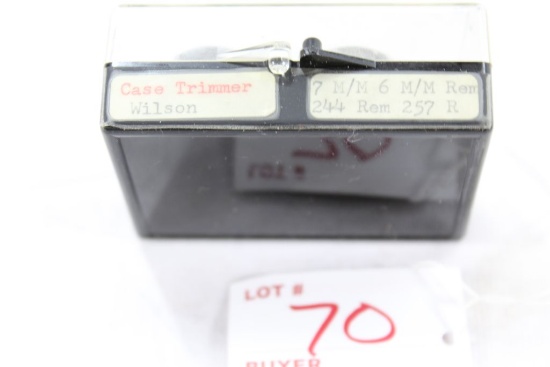 Case Trimmer
Wilson
7 M/M 6 M/M Rem
244 Rem 257 R
LOT #
70
BUYER